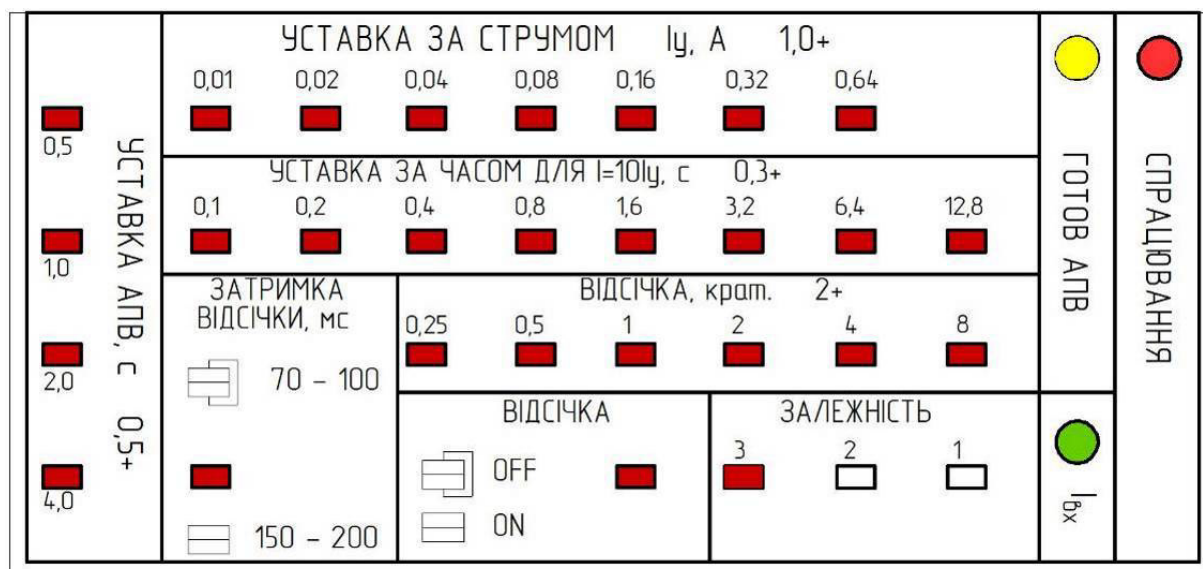 УСТАВКА ЗА СТРУМОМ Iу, А 1,0+
0,01 0,02 0,04 0,08 0,16 0,32 0,64
УСТАВКА ЗА ЧАСОМ ДЛЯ I=10Iу, с 0,3+
0,1 0,2 0,4 0,8 1,6 3,2 6,4 12,8
УСТАВКА АПВ, с 0,5+
0,5
1,0
2,0
4,0
ЗАТРИМКА
ВІДСІЧКИ, мс
70 – 100
150 – 200
ВІДСІЧКА, крат. 2+
0,25 0,5 1 2 4 8
ВІДСІЧКА
OFF
ON
ЗАЛЕЖНІСТЬ
3 2 1
ГОТОВ АПВ
Iвх
СПРАЦЮВАННЯ